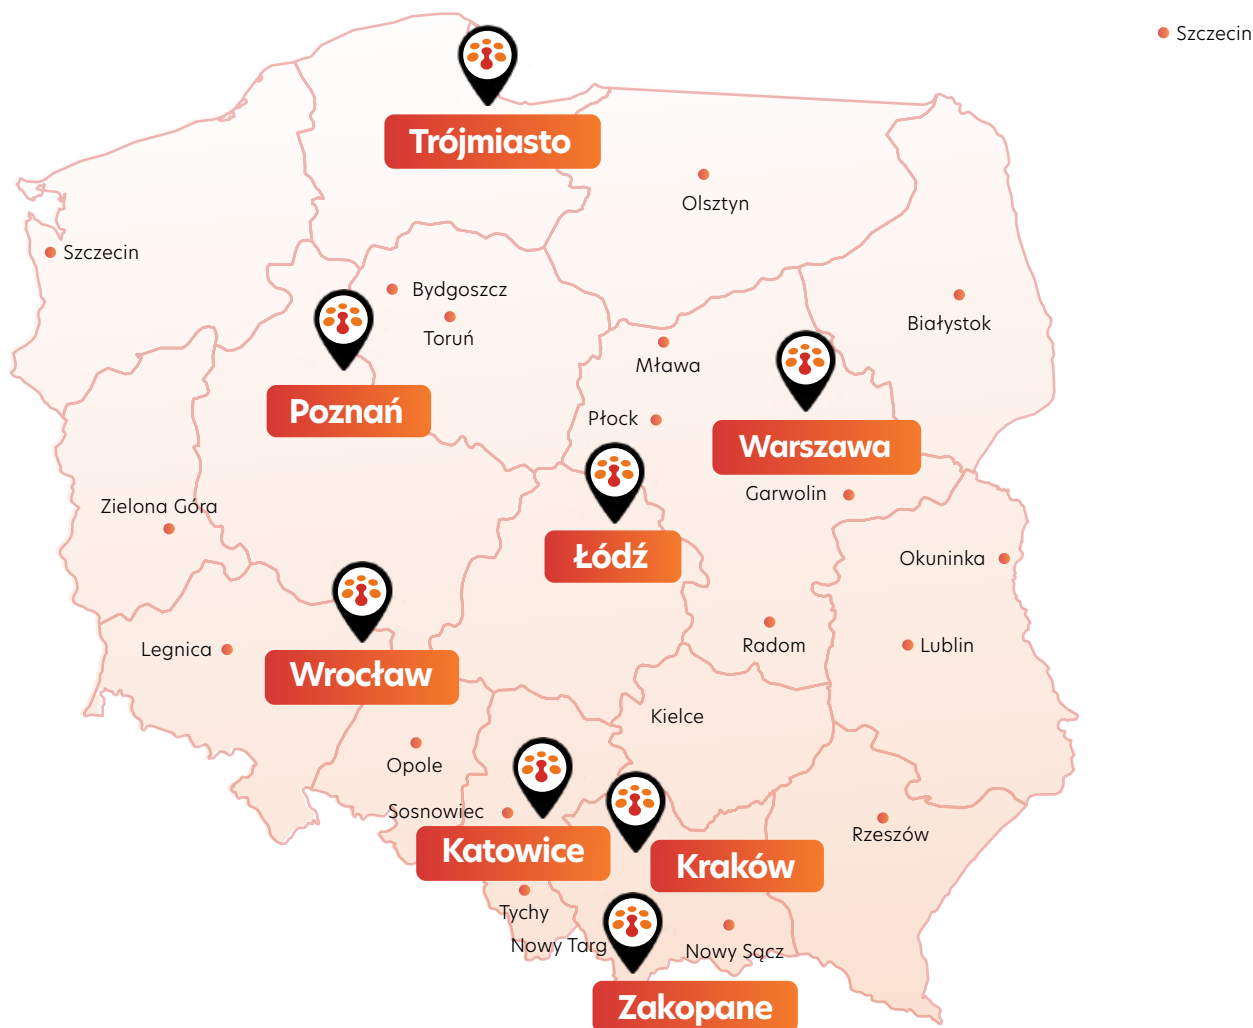 Szczecin
Trójmiasto
Olsztyn
Szczecin
Bydgoszcz
Białystok
Toruń
Mława
Poznań
Płock
Warszawa
Garwolin
Zielona Góra
Łódź
Okuninka
Legnica
Radom
Lublin
Wrocław
Kielce
Opole
Sosnowiec
Rzeszów
Katowice
Kraków
Tychy
Nowy Targ
Nowy Sącz
Zakopane